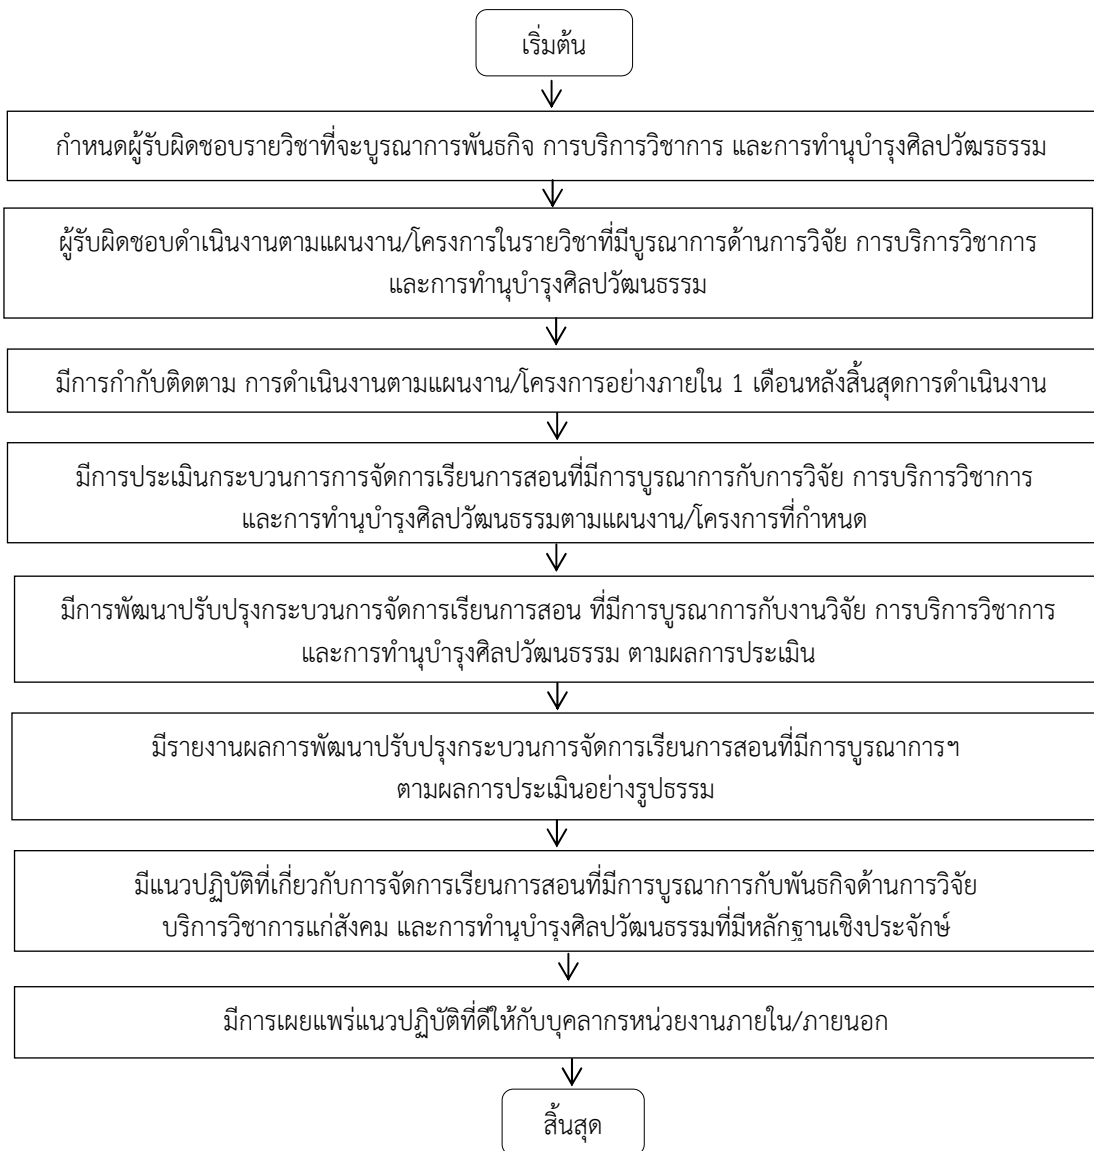 เริ่มต้น
กำหนดผู้รับผิดชอบรายวิชาที่จะบูรณาการพันธกิจ การบริการวิชาการ และการทำนุบำรุงศิลปวัฒรธรรม
ผู้รับผิดชอบดำเนินงานตามแผนงาน/โครงการในรายวิชาที่มีบูรณาการด้านการวิจัย การบริการวิชาการ
และการทำนุบำรุงศิลปวัฒนธรรม
มีการกำกับติดตาม การดำเนินงานตามแผนงาน/โครงการอย่างภายใน 1 เดือนหลังสิ้นสุดการดำเนินงาน
มีการประเมินกระบวนการการจัดการเรียนการสอนที่มีการบูรณาการกับการวิจัย การบริการวิชาการ
และการทำนุบำรุงศิลปวัฒนธรรมตามแผนงาน/โครงการที่กำหนด
มีการพัฒนาปรับปรุงกระบวนการจัดการเรียนการสอน ที่มีการบูรณาการกับงานวิจัย การบริการวิชาการ
และการทำนุบำรุงศิลปวัฒนธรรม ตามผลการประเมิน
มีรายงานผลการพัฒนาปรับปรุงกระบวนการจัดการเรียนการสอนที่มีการบูรณาการฯ
ตามผลการประเมินอย่างรูปธรรม
มีแนวปฏิบัติที่เกี่ยวกับการจัดการเรียนการสอนที่มีการบูรณาการกับพันธกิจด้านการวิจัย
บริการวิชาการแก่สังคม และการทำนุบำรุงศิลปวัฒนธรรมที่มีหลักฐานเชิงประจักษ์
มีการเผยแพร่แนวปฏิบัติที่ดีให้กับบุคลากรหน่วยงานภายใน/ภายนอก
สิ้นสุด